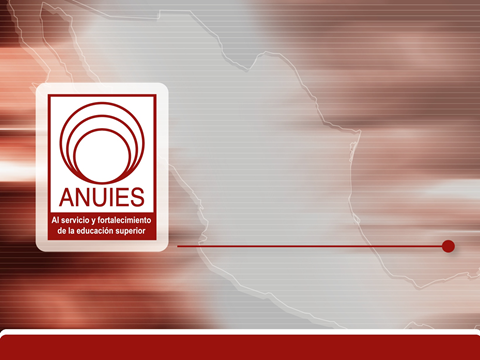 ANUIES
Al servicio y fortalecimiento
de la educación superior